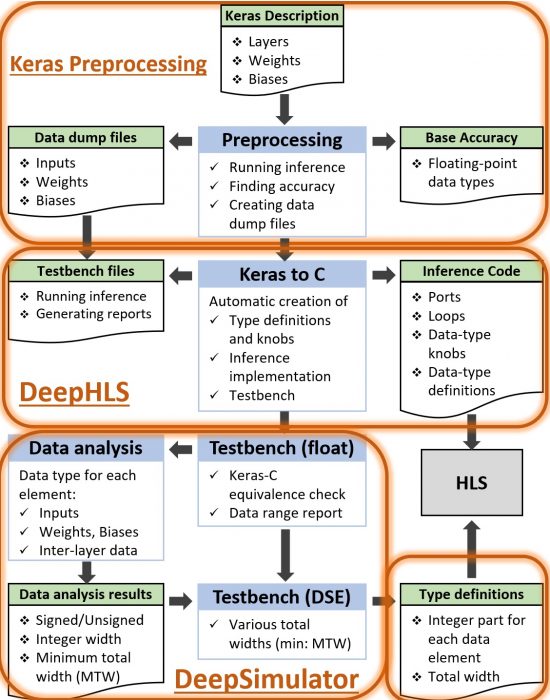 Keras Description
❖ Layers
❖ Weights
❖ Biases
Keras Preprocessing
Data dump files
❖ Inputs
❖ Weights
❖ Biases
Preprocessing
✓ Running inference
✓ Finding accuracy
✓ Creating data
dump files
Base Accuracy
❖ Floating-point
data types
Testbench files
❖ Running inference
❖ Generating reports
Keras to C
Automatic creation of
✓ Type definitions
and knobs
✓ Inference
implementation
✓ Testbench
Inference Code
❖ Ports
❖ Loops
❖ Data-type
knobs
❖ Data-type
definitions
DeepHLS
Data analysis
Data type for each
element:
✓ Inputs
✓ Weights, Biases
✓ Inter-layer data
Testbench (float)
✓ Keras-C
equivalence check
✓ Data range report
HLS
Data analysis results
❖ Signed/Unsigned
❖ Integer width
❖ Minimum total
width (MTW)
Testbench (DSE)
✓ Various total
widths (min: MTW)
Type definitions
❖ Integer part for
each data
element
❖ Total width
DeepSimulator